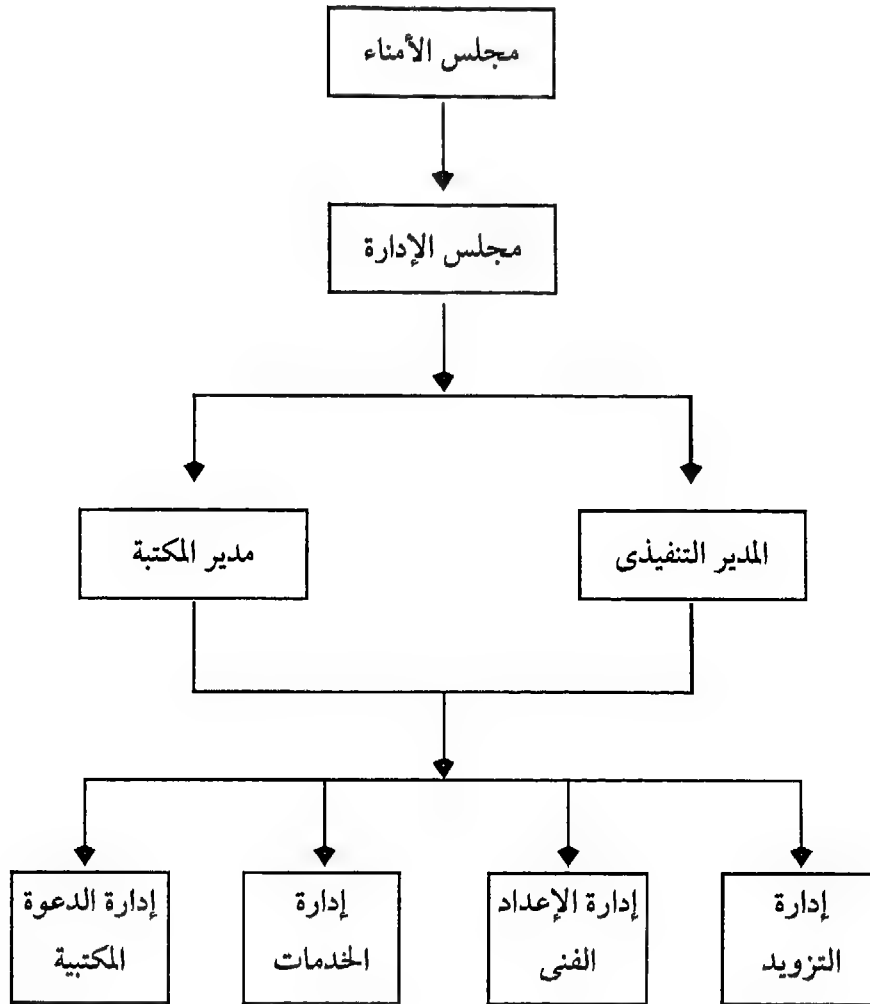 مجلس الأمناء
مجلس الإدارة
المدير التنفيذى
مدير المكتبة
إدارة
التزويد
إدارة الإعداد
الفنى
إدارة
الخدمات
إدارة الدعوة
المكتبية